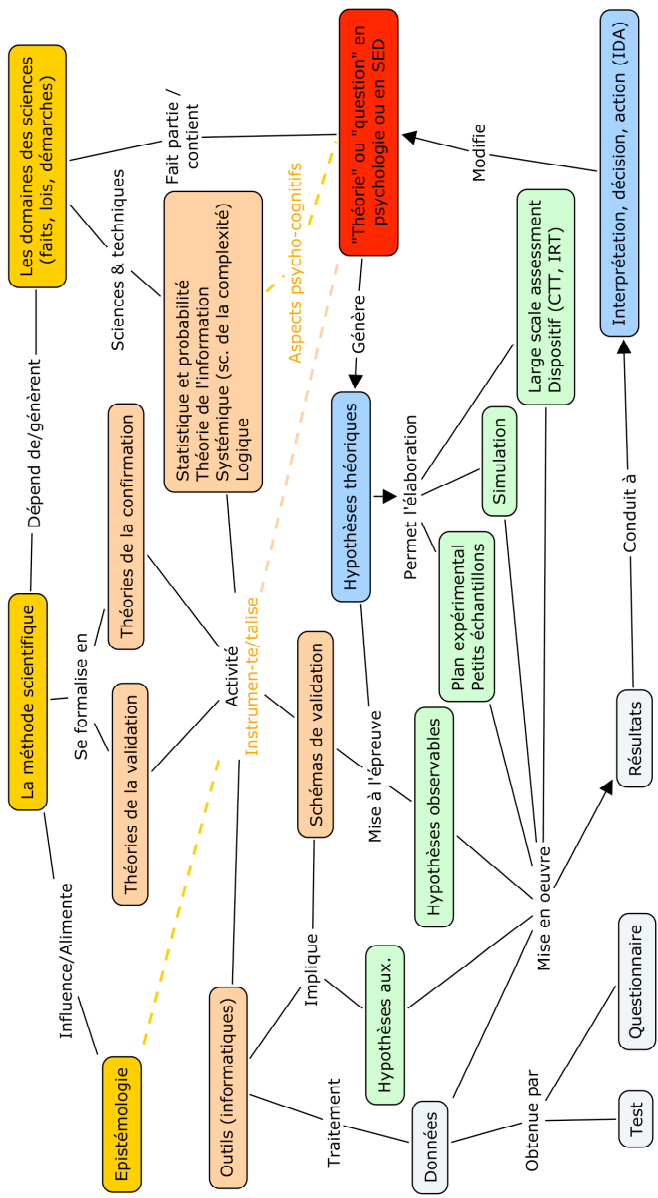 La méthode scientifique
Dépend de/génèrent
Les domaines des sciences
(faits, lois, démarches)
Influence/Alimente
Se formalise en
Epistémologie
Théories de la validation
Théories de la confirmation
Sciences & techniques
Fait partie /
contient
Statistique et probabilité
Théorie de l'information
Systémique (sc. de la complexité)
Logique
Outils (informatiques)
Activité
Instrumen-te/talise
Aspects psycho-cognitifs
Implique
Schémas de validation
Traitement
Mise à l'épreuve
Hypothèses théoriques
Génère
"Théorie" ou "question" en
psychologie ou en SED
Hypothèses aux.
Permet l'élaboration
Données
Hypothèses observables
Plan expérimental
Petits échantillons
Simulation
Modifie
Large scale assessment
Dispositif (CTT, IRT)
Obtenue par
Mise en oeuvre
Test
Questionnaire
Résultats
Conduit à
Interprétation, décision, action (IDA)